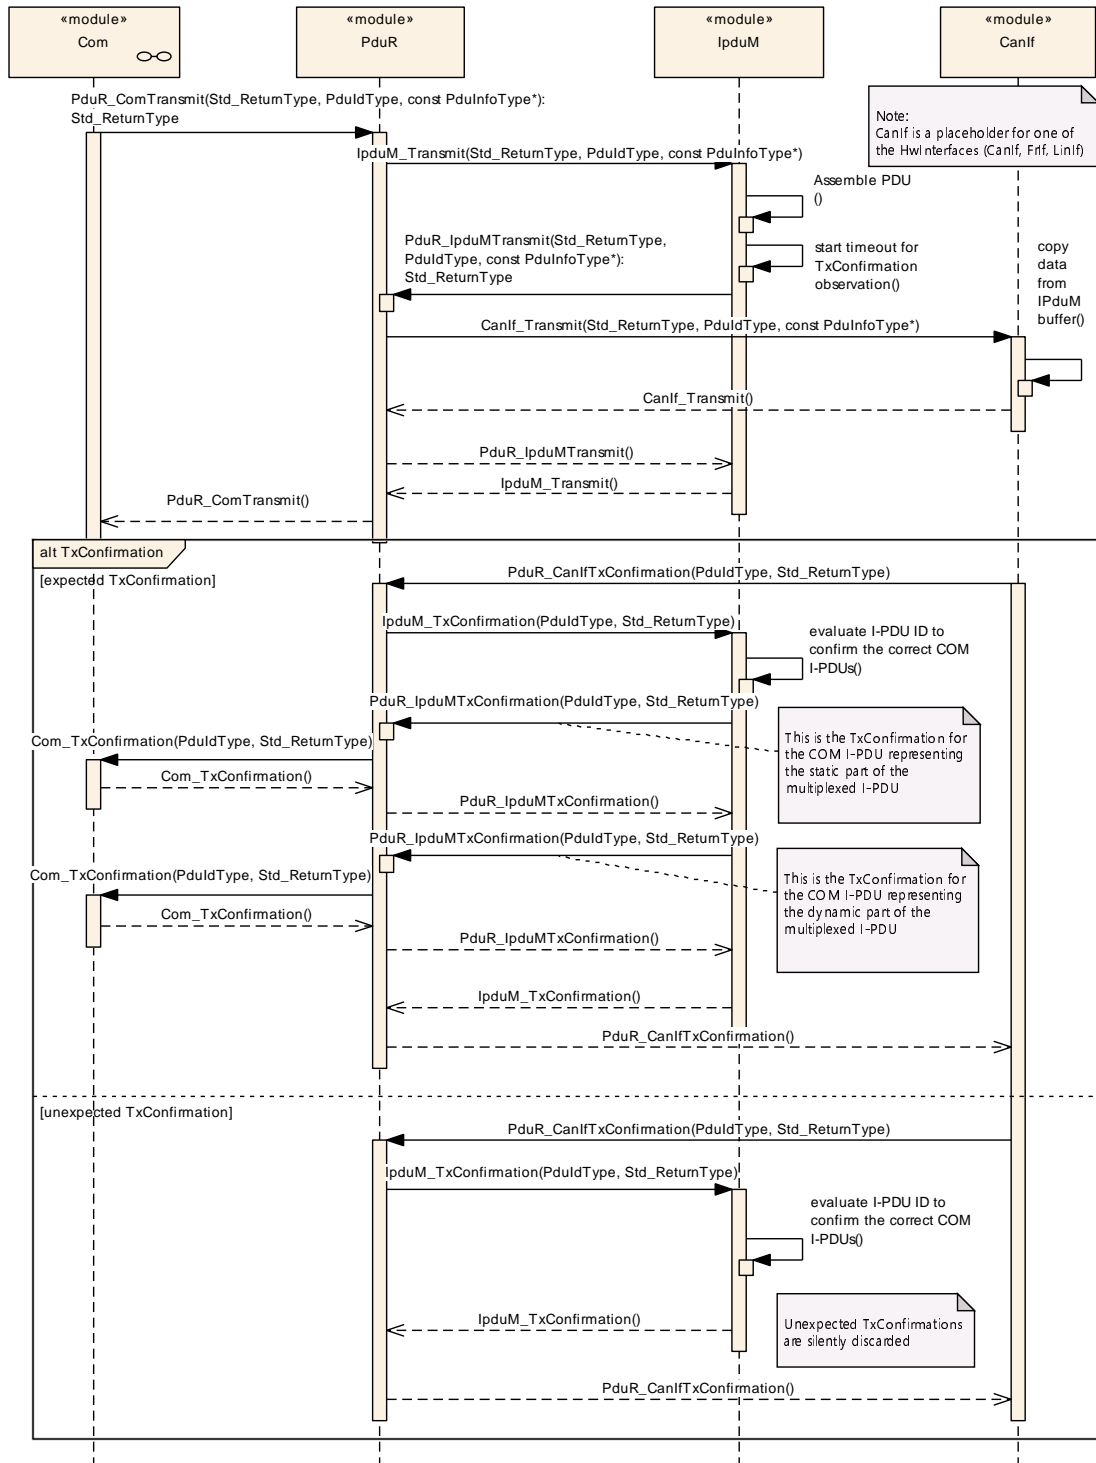 «module»
Com
«module»
PduR
«module»
IpduM
«module»
CanIf
PduR_ComTransmit(Std_ReturnType, PduIdType, const PduInfoType*):
Std_ReturnType
Note:
CanIf is a placeholder for one of
the HwInterfaces (CanIf, FrIf, LinIf)
IpduM_Transmit(Std_ReturnType, PduIdType, const PduInfoType*)
Assemble PDU
()
PduR_IpduMTransmit(Std_ReturnType,
PduIdType, const PduInfoType*):
Std_ReturnType
start timeout for
TxConfirmation
observation()
copy
data
from
IPduM
buffer()
CanIf_Transmit(Std_ReturnType, PduIdType, const PduInfoType*)
CanIf_Transmit()
PduR_IpduMTransmit()
IpduM_Transmit()
PduR_ComTransmit()
alt TxConfirmation
[expected TxConfirmation]
PduR_CanIfTxConfirmation(PduIdType, Std_ReturnType)
IpduM_TxConfirmation(PduIdType, Std_ReturnType)
evaluate I-PDU ID to
confirm the correct COM
I-PDUs()
PduR_IpduMTxConfirmation(PduIdType, Std_ReturnType)
This is the TxConfirmation for
the COM I-PDU representing
the static part of the
multiplexed I-PDU
Com_TxConfirmation(PduIdType, Std_ReturnType)
Com_TxConfirmation()
PduR_IpduMTxConfirmation()
PduR_IpduMTxConfirmation(PduIdType, Std_ReturnType)
This is the TxConfirmation for
the COM I-PDU representing
the dynamic part of the
multiplexed I-PDU
Com_TxConfirmation(PduIdType, Std_ReturnType)
Com_TxConfirmation()
PduR_IpduMTxConfirmation()
IpduM_TxConfirmation()
PduR_CanIfTxConfirmation()
[unexpected TxConfirmation]
PduR_CanIfTxConfirmation(PduIdType, Std_ReturnType)
IpduM_TxConfirmation(PduIdType, Std_ReturnType)
evaluate I-PDU ID to
confirm the correct COM
I-PDUs()
Unexpected TxConfirmations
are silently discarded
IpduM_TxConfirmation()
PduR_CanIfTxConfirmation()